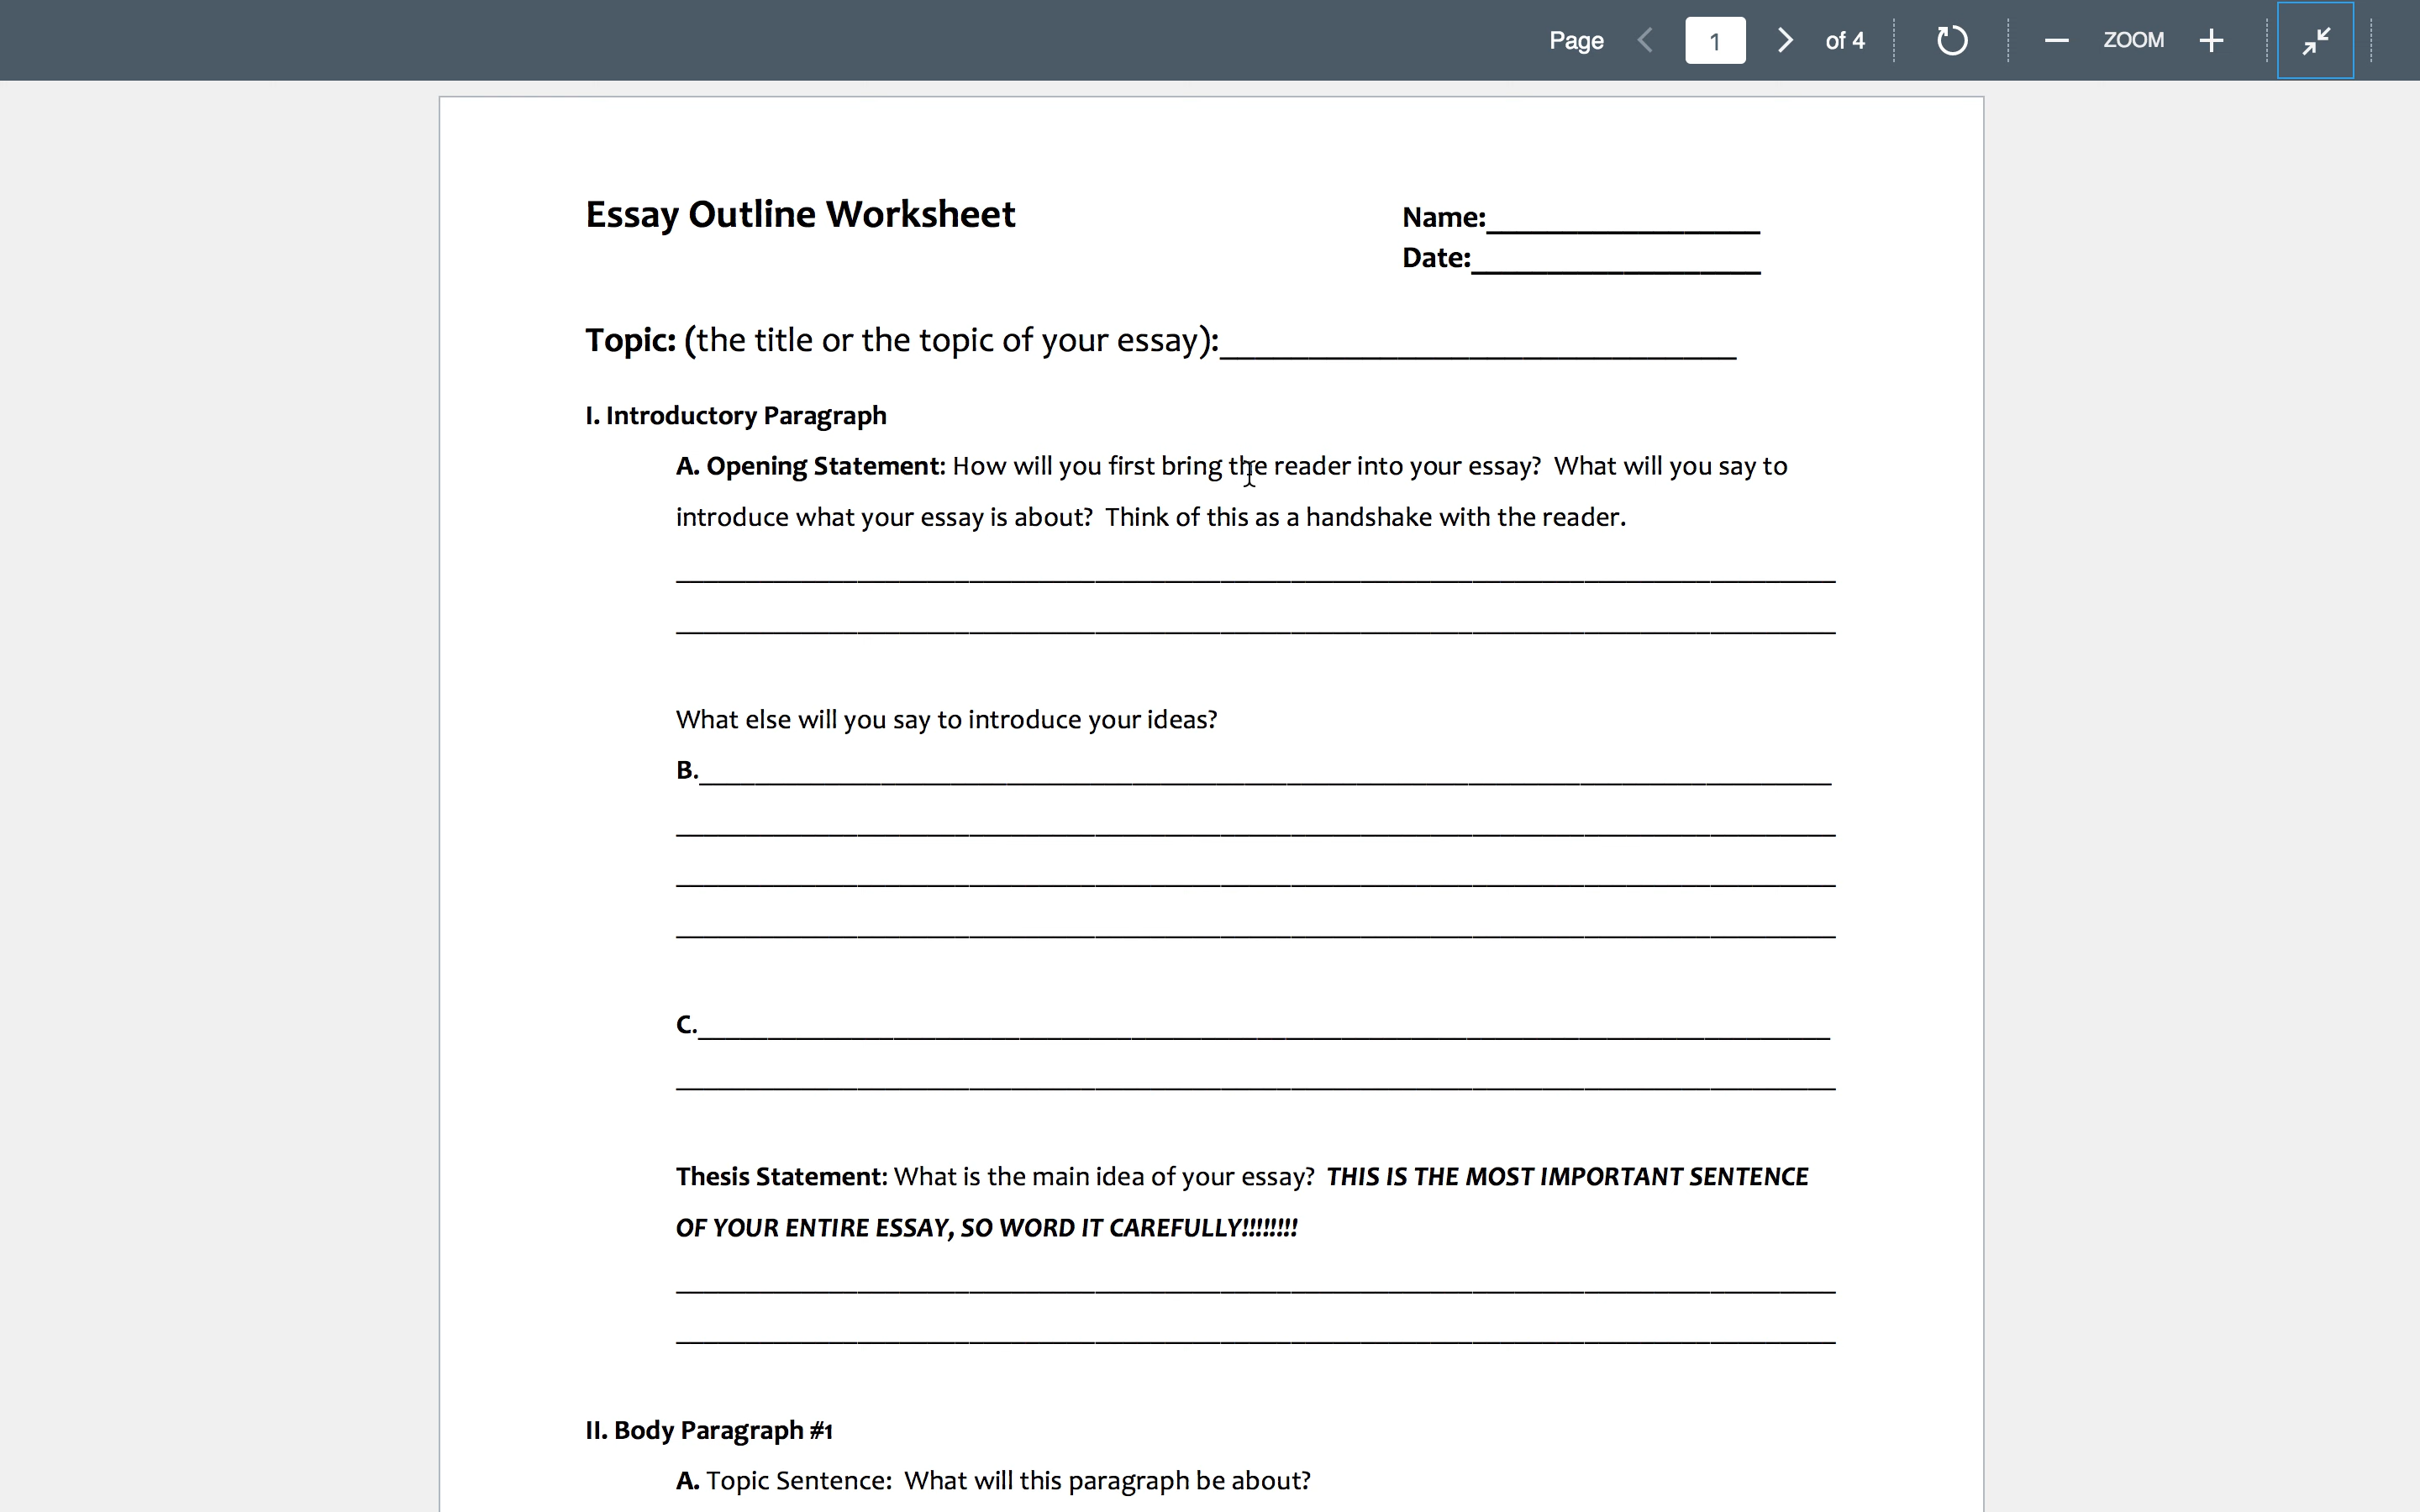 Page 1 of 4 ZOOM
Essay Outline Worksheet
Name:__________________
Date:___________________
Topic: (the title or the topic of your essay):_____________________________
I. Introductory Paragraph
A. Opening Statement: How will you first bring the reader into your essay? What will you say to
introduce what your essay is about? Think of this as a handshake with the reader.
What else will you say to introduce your ideas?
B.
C.
Thesis Statement: What is the main idea of your essay? THIS IS THE MOST IMPORTANT SENTENCE
OF YOUR ENTIRE ESSAY, SO WORD IT CAREFULLY!!!!!!!!
II. Body Paragraph #1
A. Topic Sentence: What will this paragraph be about?